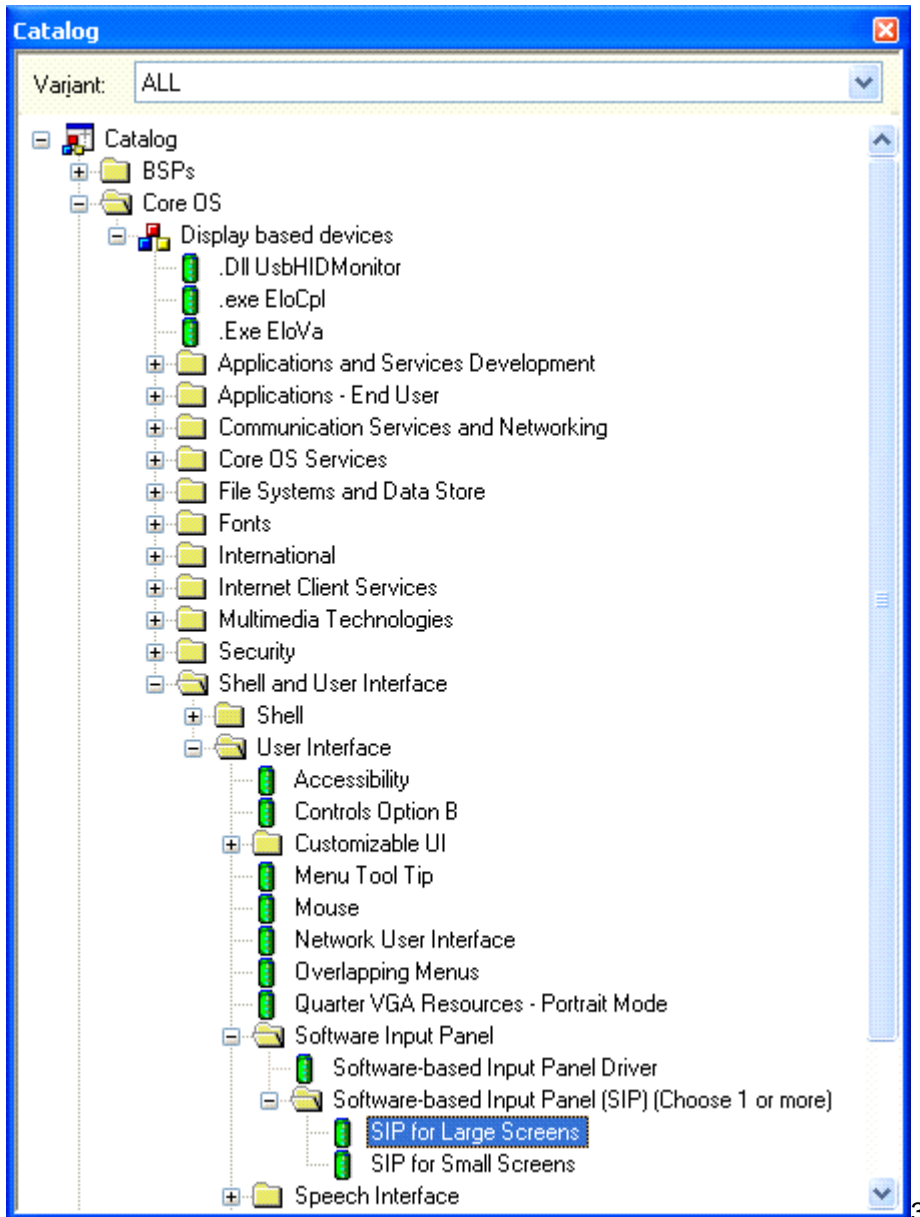 Catalog
Variant: ALL
Catalog
BSPs
Core OS
Display based devices
.Dll UsbHIDMonitor
.exe EloCpl
.Exe EloVa
Applications and Services Development
Applications - End User
Communication Services and Networking
Core OS Services
File Systems and Data Store
Fonts
International
Internet Client Services
Multimedia Technologies
Security
Shell and User Interface
Shell
User Interface
Accessibility
Controls Option B
Customizable UI
Menu Tool Tip
Mouse
Network User Interface
Overlapping Menus
Quarter VGA Resources - Portrait Mode
Software Input Panel
Software-based Input Panel Driver
Software-based Input Panel (SIP) (Choose 1 or more)
SIP for Large Screens
SIP for Small Screens
Speech Interface